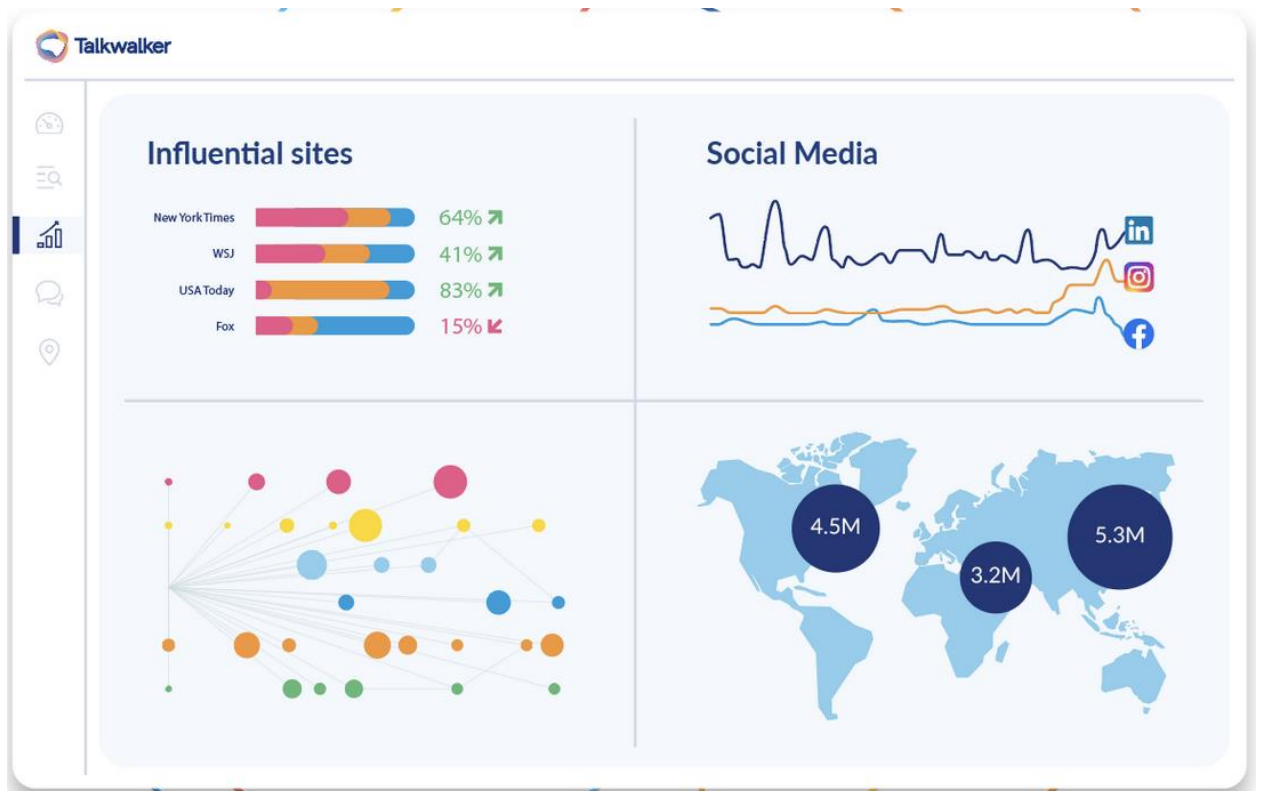 Talkwalker
Influential sites
New York Times 64%
WSJ 41%
USA Today 83%
Fox 15%
Social Media
in
f
4.5M
3.2M
5.3M